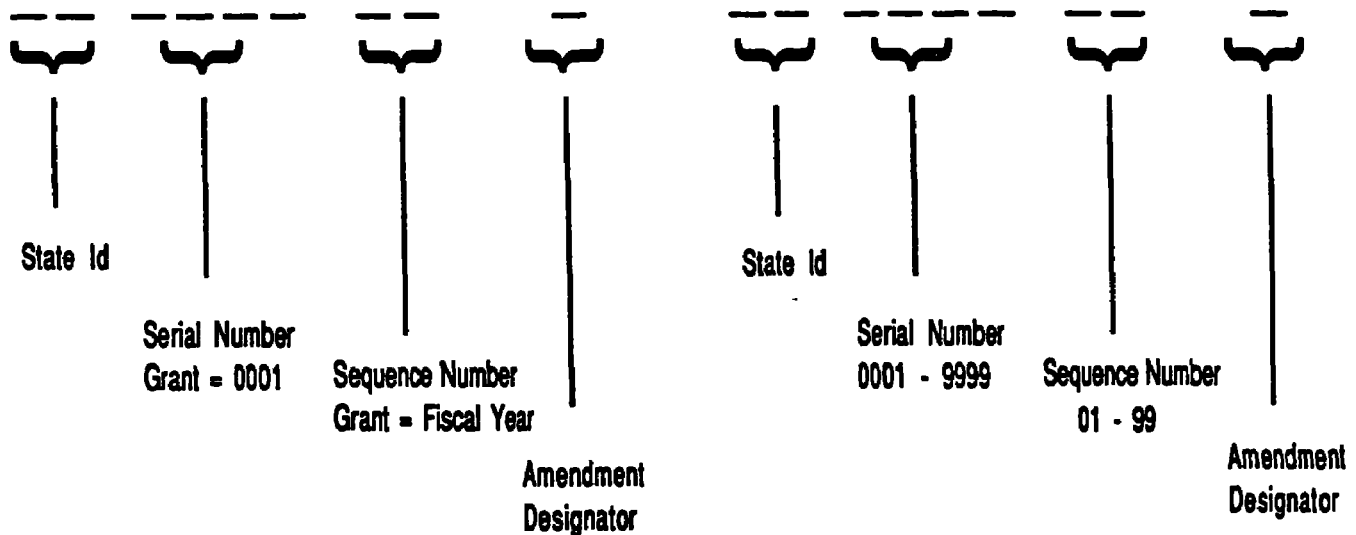 State Id
Serial Number
Grant = 0001
Sequence Number
Grant = Fiscal Year
Amendment
Designator
State Id
Serial Number
0001 - 9999
Sequence Number
01 - 99
Amendment
Designator